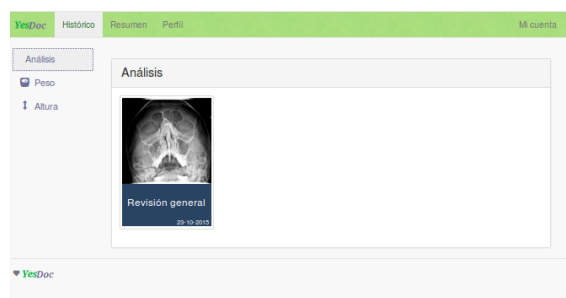 YesDoc Histórico Resumen Perfil Mi cuenta
Análisis
Peso
Altura
Análisis
Revisión general
23-10-2015
YesDoc